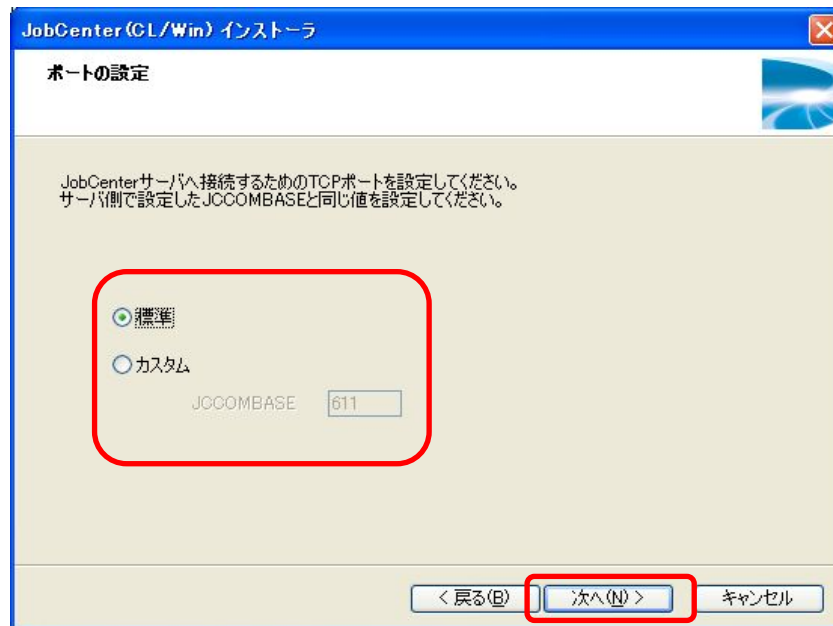 JobCenter(CL/Win) インストーラ
ポートの設定
JobCenterサーバへ接続するためのTCPポートを設定してください。
サーバ側で設定したJCCOMBASEと同じ値を設定してください。
標準
カスタム
JCCOMBASE 611
< 戻る(B) 次へ(N) > キャンセル